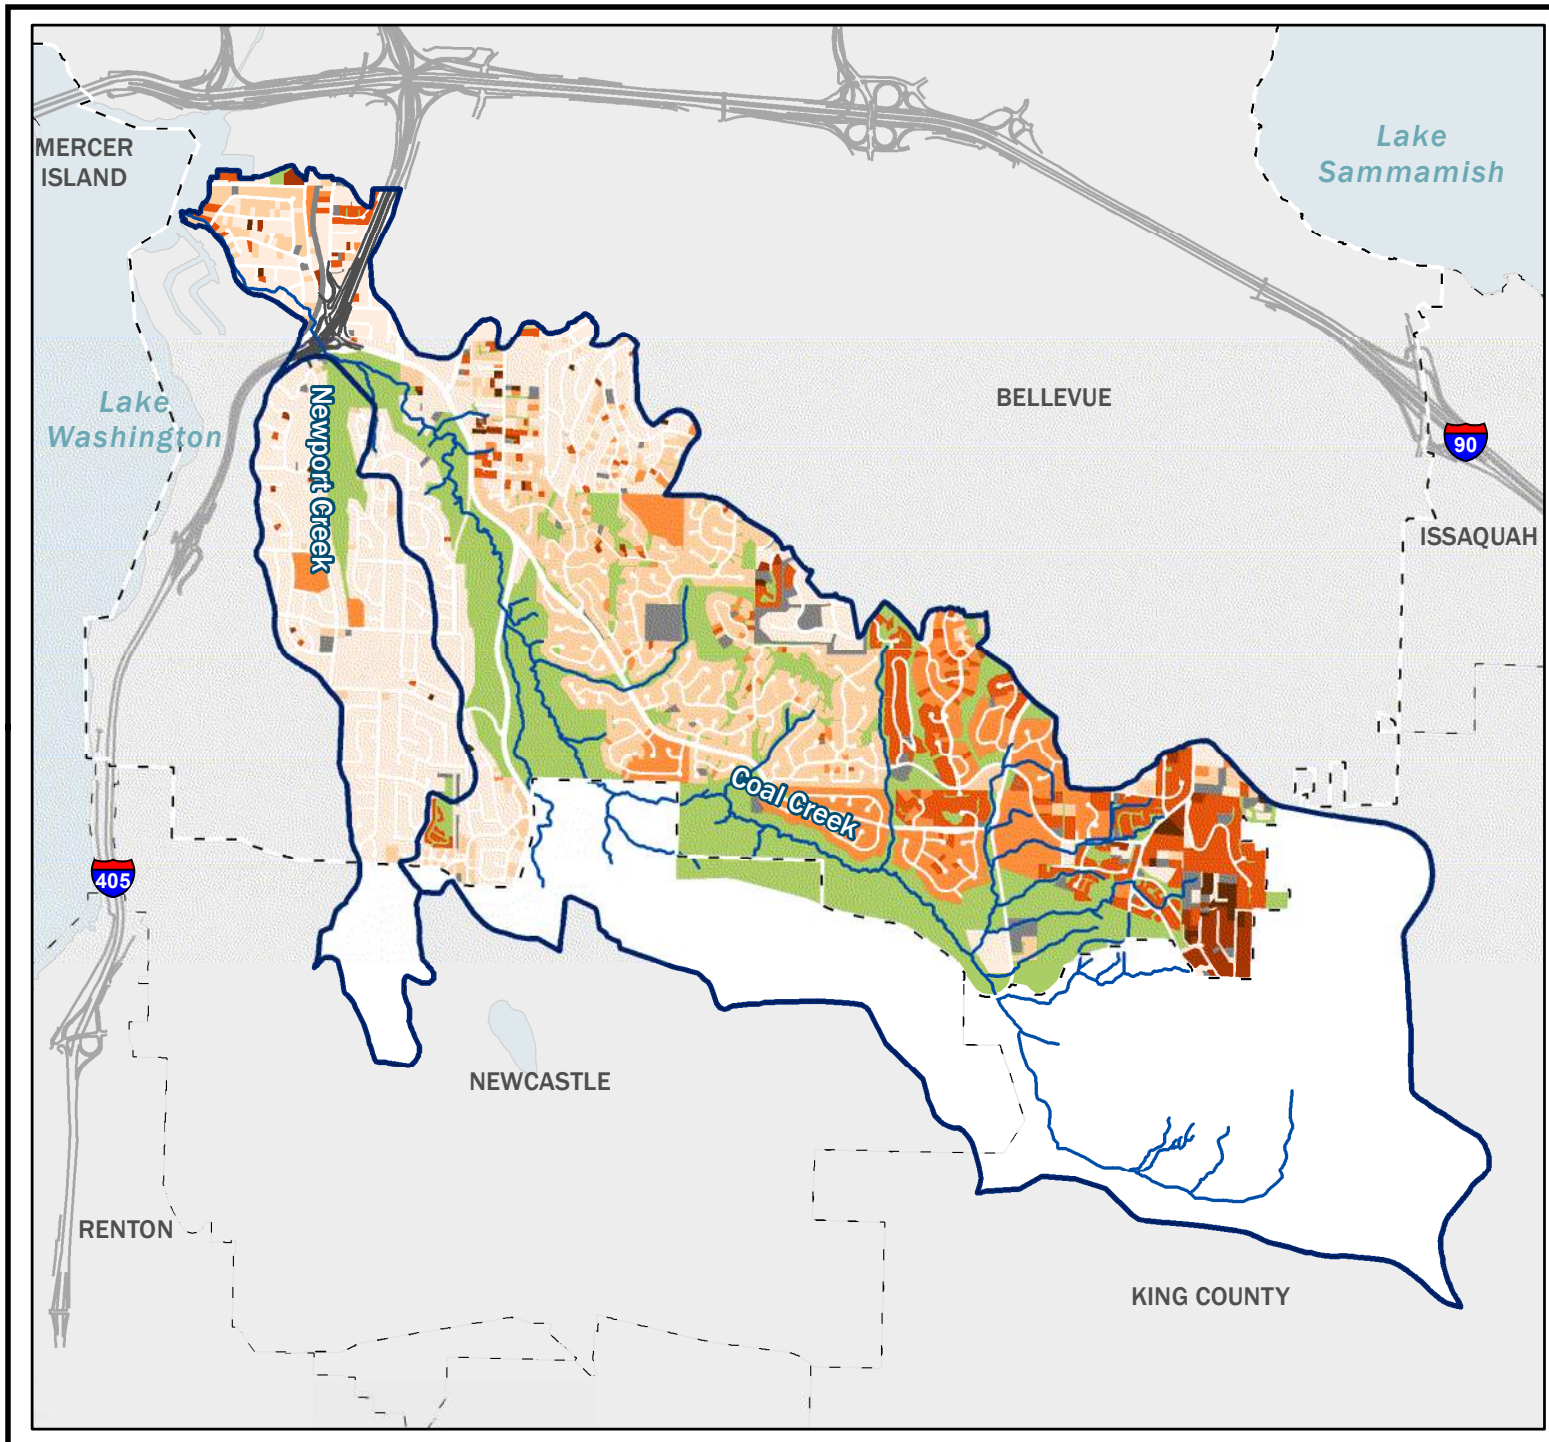 MERCER
ISLAND
Lake
Sammamish
Lake
Washington
Newport Creek
BELLEVUE
90
ISSAQUAH
Coal Creek
405
NEWCASTLE
RENTON
KING COUNTY